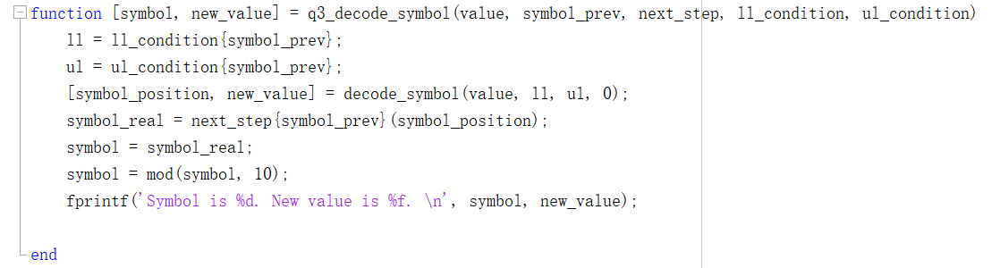 function [symbol, new_value] = q3_decode_symbol(value, symbol_prev, next_step, ll_condition, ul_condition)
ll = ll_condition{symbol_prev};
ul = ul_condition{symbol_prev};
[symbol_position, new_value] = decode_symbol(value, ll, ul, 0);
symbol_real = next_step{symbol_prev}(symbol_position);
symbol = symbol_real;
symbol = mod(symbol, 10);
fprintf('Symbol is %d. New value is %f. \n', symbol, new_value);
end